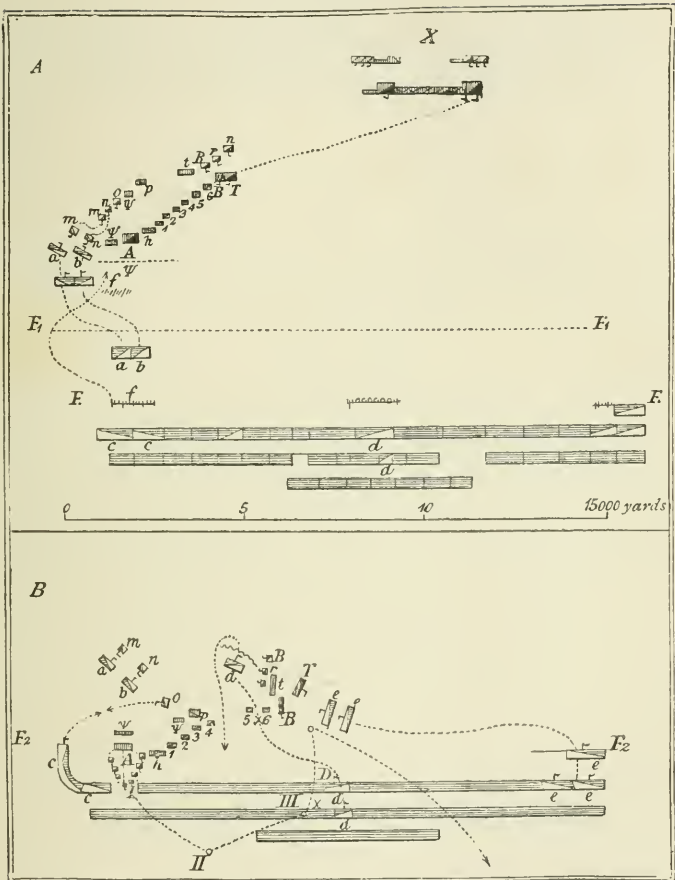 X
A
n
r
B
t
6 B T
p
O
n Ψ
5
4
3
m
2
1
m
n Ψ
h
A
a b
Ψ
f
F1 F1
a b
F. f F.
c c d
d
0 5 10 15000 yards
B
m
a B
n r
d
b t T
O e e
p 5 x 6 B
Ψ Ψ 4
3
F2 F2
2
A 1
c h e
D
c d e e
III x
d
II